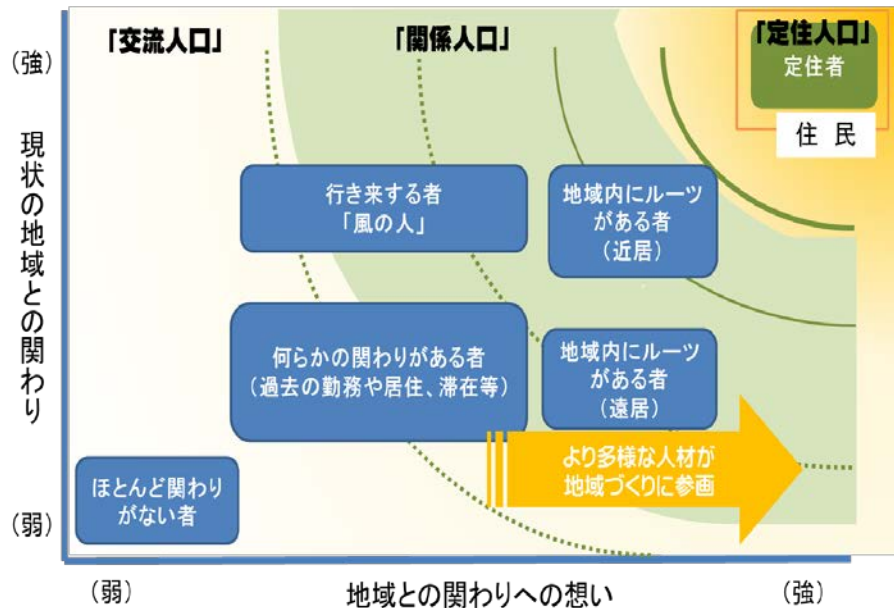 「交流人口」
「関係人口」
「定住人口」
定住者
住 民
(強)
現状の地域との関わり
(弱)
行き来する者
「風の人」
地域内にルーツ
がある者
(近居)
何らかの関わりがある者
(過去の勤務や居住、滞在等)
地域内にルーツ
がある者
(遠居)
より多様な人材が
地域づくりに参画
ほとんど関わり
がない者
(弱)
地域との関わりへの想い
(強)